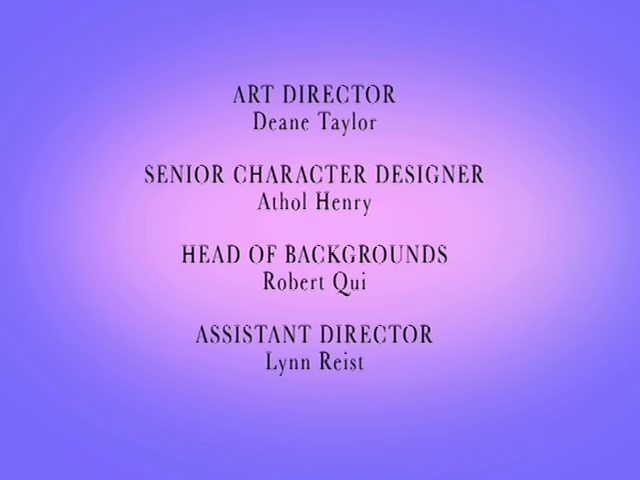 ART DIRECTOR
Deane Taylor
SENIOR CHARACTER DESIGNER
Athol Henry
HEAD OF BACKGROUNDS
Robert Qui
ASSISTANT DIRECTOR
Lynn Reist